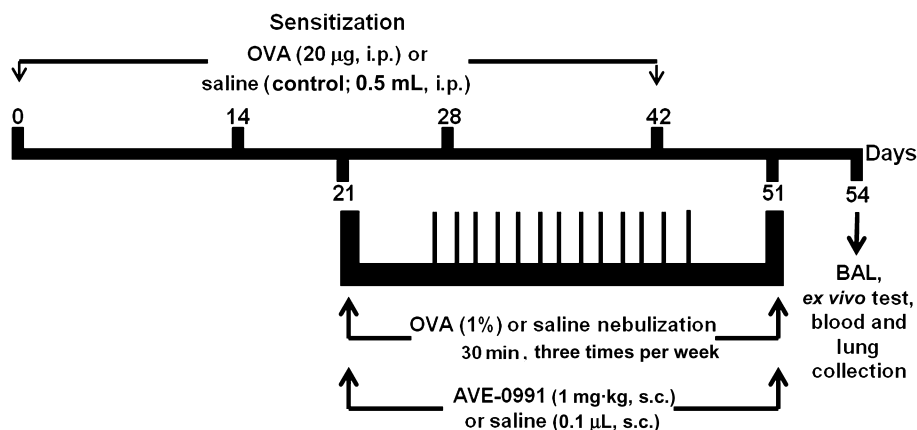 Sensitization
OVA (20 μg, i.p.) or
saline (control; 0.5 mL, i.p.)
0
14
28
42
Days
21
51
54
BAL,
ex vivo test,
blood and
lung
collection
OVA (1%) or saline nebulization
30 min . three times per week
AVE-0991 (1 mg·kg, s.c.)
or saline (0.1 μL, s.c.)